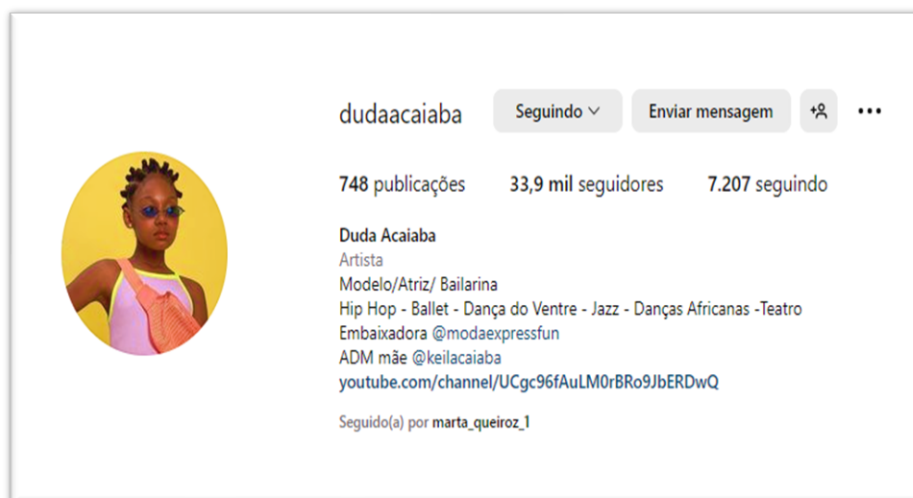 dudaacaiaba Seguindo Enviar mensagem
748 publicações 33,9 mil seguidores 7.207 seguindo
Duda Acaiaba
Artista
Modelo/Atriz/ Bailarina
Hip Hop - Ballet - Dança do Ventre - Jazz - Danças Africanas -Teatro
Embaixadora @modaexpressfun
ADM mãe @keilacaiaba
youtube.com/channel/UCgc96fAuLM0rBRo9JbERDwQ
Seguido(a) por marta_queiroz_1